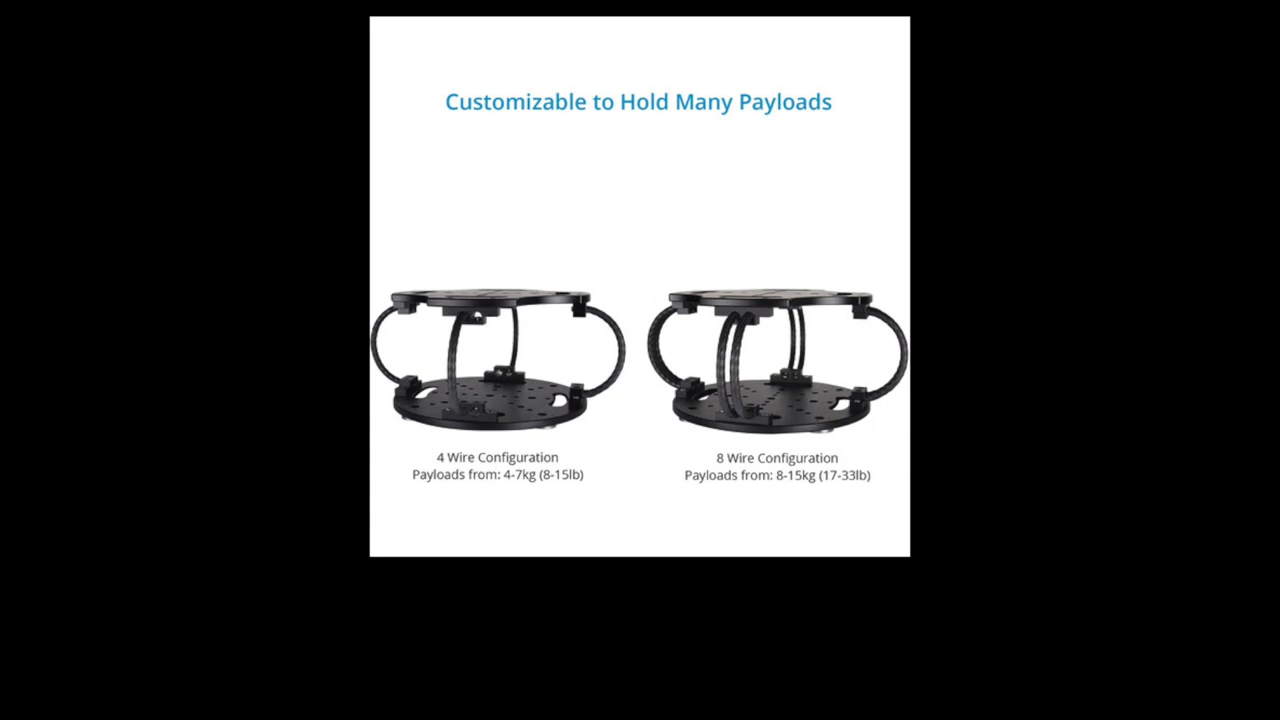 Customizable to Hold Many Payloads
4 Wire Configuration
Payloads from: 4-7kg (8-15lb)
8 Wire Configuration
Payloads from: 8-15kg (17-33lb)